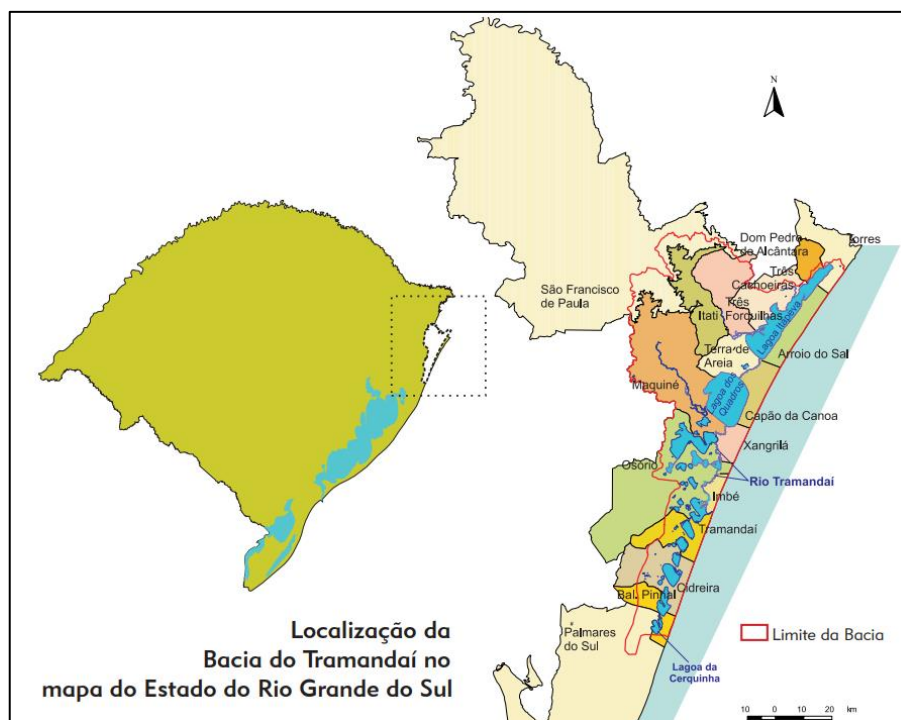 N
Dom Pedro
de Alcântara
Torres
Três
Cachoeiras
São Francisco
de Paula
Três
Itati Forquilhas
Lagoa Itapeva
Terra de
Areia
Arroio do Sal
Maquiné
Lagoa dos
Quadros
Capão da Canoa
Xangrilá
Osório
Rio Tramandaí
Imbé
Tramandaí
Cidreira
Bal. Pinhal
Palmares
do Sul
Limite da Bacia
Lagoa da
Cerquinha
Localização da
Bacia do Tramandaí no
mapa do Estado do Rio Grande do Sul
10 0 10 20 km